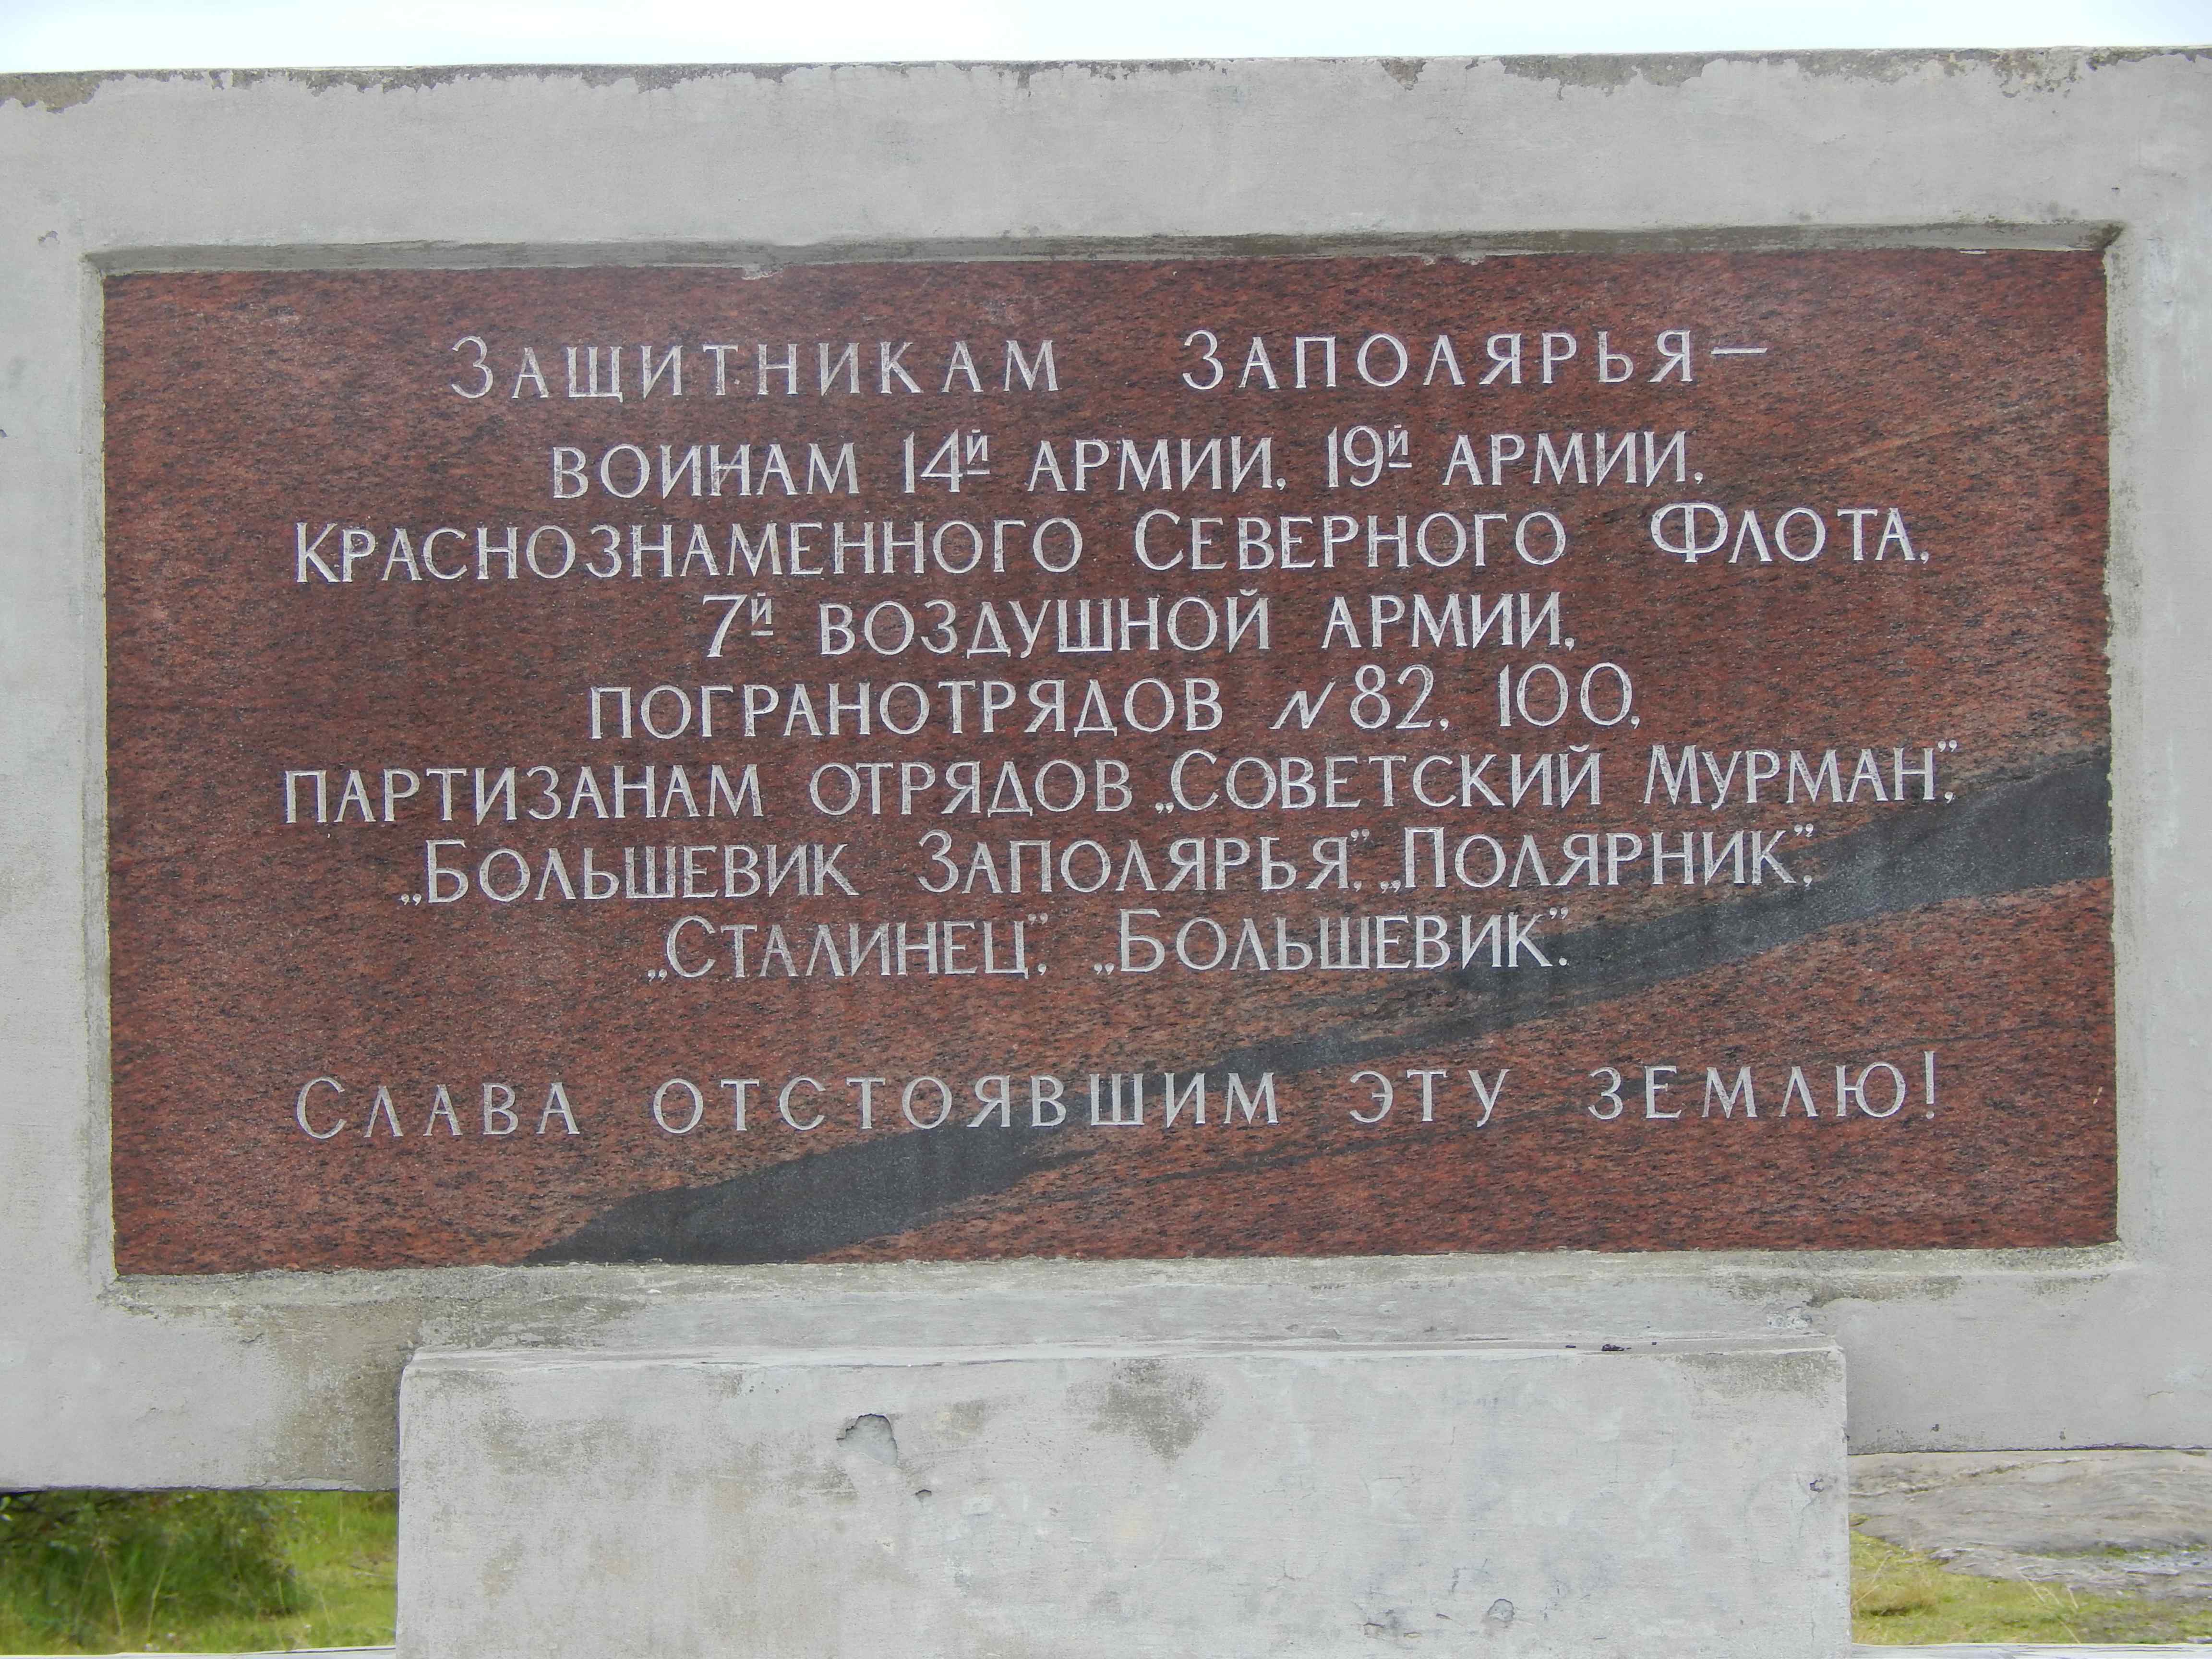 Защитникам Заполярья—
воинам 14й армии, 19й армии,
Краснознаменного Северного Флота,
7й воздушной армии,
погранотрядов N 82, 100,
партизанам отрядов „Советский Мурман”,
„Большевик Заполярья”, „Полярник”,
„Сталинец”, „Большевик”.
Слава отстоявшим эту землю!